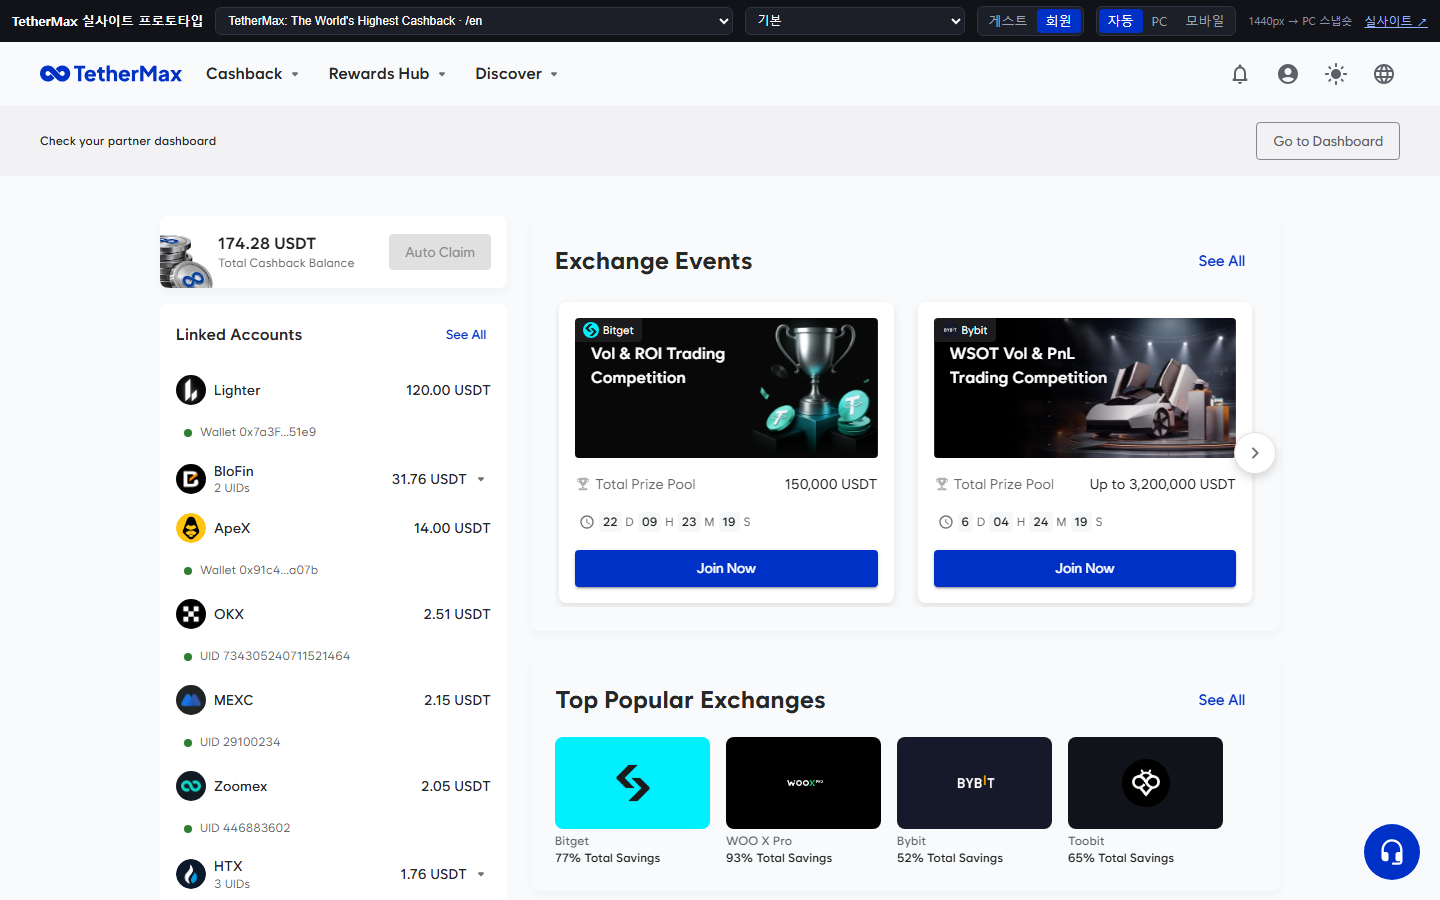 TetherMax 실사이트 프로토타입
TetherMax: The World's Highest Cashback · /en
기본
게스트 회원
자동 PC 모바일
1440px → PC 스냅숏
실사이트 ↗
TetherMax
Cashback
Rewards Hub
Discover
Check your partner dashboard
Go to Dashboard
174.28 USDT
Total Cashback Balance
Auto Claim
Linked Accounts
See All
Lighter
120.00 USDT
Wallet 0x7a3F...51e9
BloFin
2 UIDs
31.76 USDT
ApeX
14.00 USDT
Wallet 0x91c4...a07b
OKX
2.51 USDT
UID 734305240711521464
MEXC
2.15 USDT
UID 29100234
Zoomex
2.05 USDT
UID 446883602
HTX
3 UIDs
1.76 USDT
Exchange Events
See All
Bitget
Vol & ROI Trading
Competition
Total Prize Pool
150,000 USDT
22 D 09 H 23 M 19 S
Join Now
BYBIT
Bybit
WSOT Vol & PnL
Trading Competition
Total Prize Pool
Up to 3,200,000 USDT
6 D 04 H 24 M 19 S
Join Now
Top Popular Exchanges
See All
Bitget
77% Total Savings
WOO X PRO
WOO X Pro
93% Total Savings
BYBIT
Bybit
52% Total Savings
Toobit
65% Total Savings